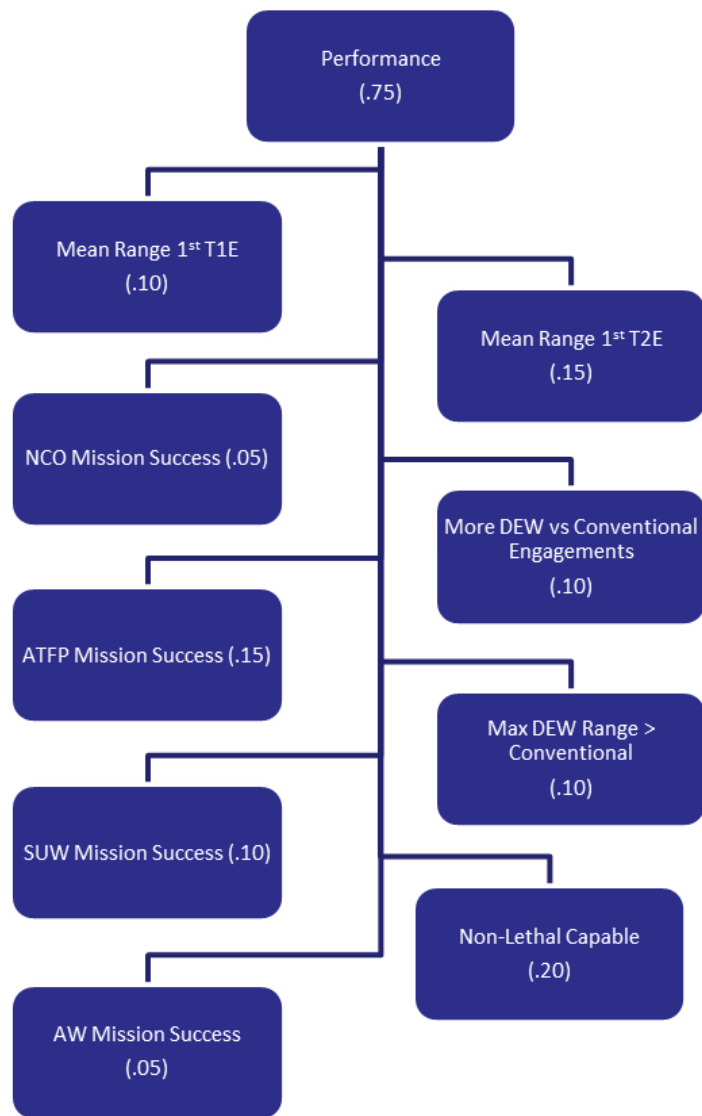 Performance
(.75)
Mean Range 1st T1E
(.10)
Mean Range 1st T2E
(.15)
NCO Mission Success (.05)
More DEW vs Conventional
Engagements
(.10)
ATFP Mission Success (.15)
Max DEW Range >
Conventional
(.10)
SUW Mission Success (.10)
Non-Lethal Capable
(.20)
AW Mission Success
(.05)